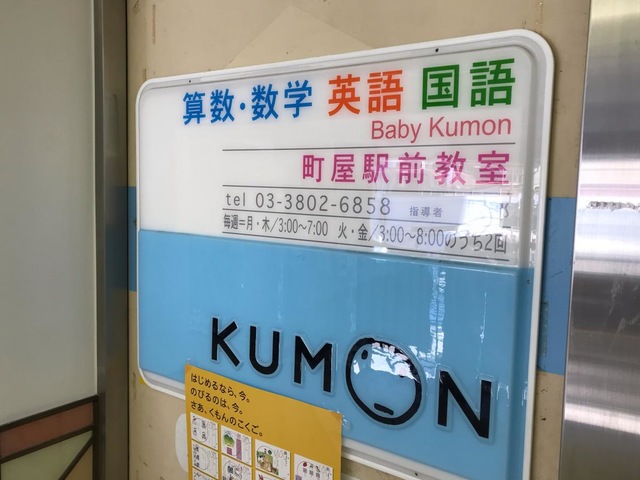 算数・数学 英語 国語
Baby Kumon
町屋駅前教室
tel 03-3802-6858 指導者
毎週=月・木/3:00~7:00 火・金/3:00~8:00のうち2回
KUMON
はじめるなら、今。
のびるのは、今。
さあ、くもんのこくご。